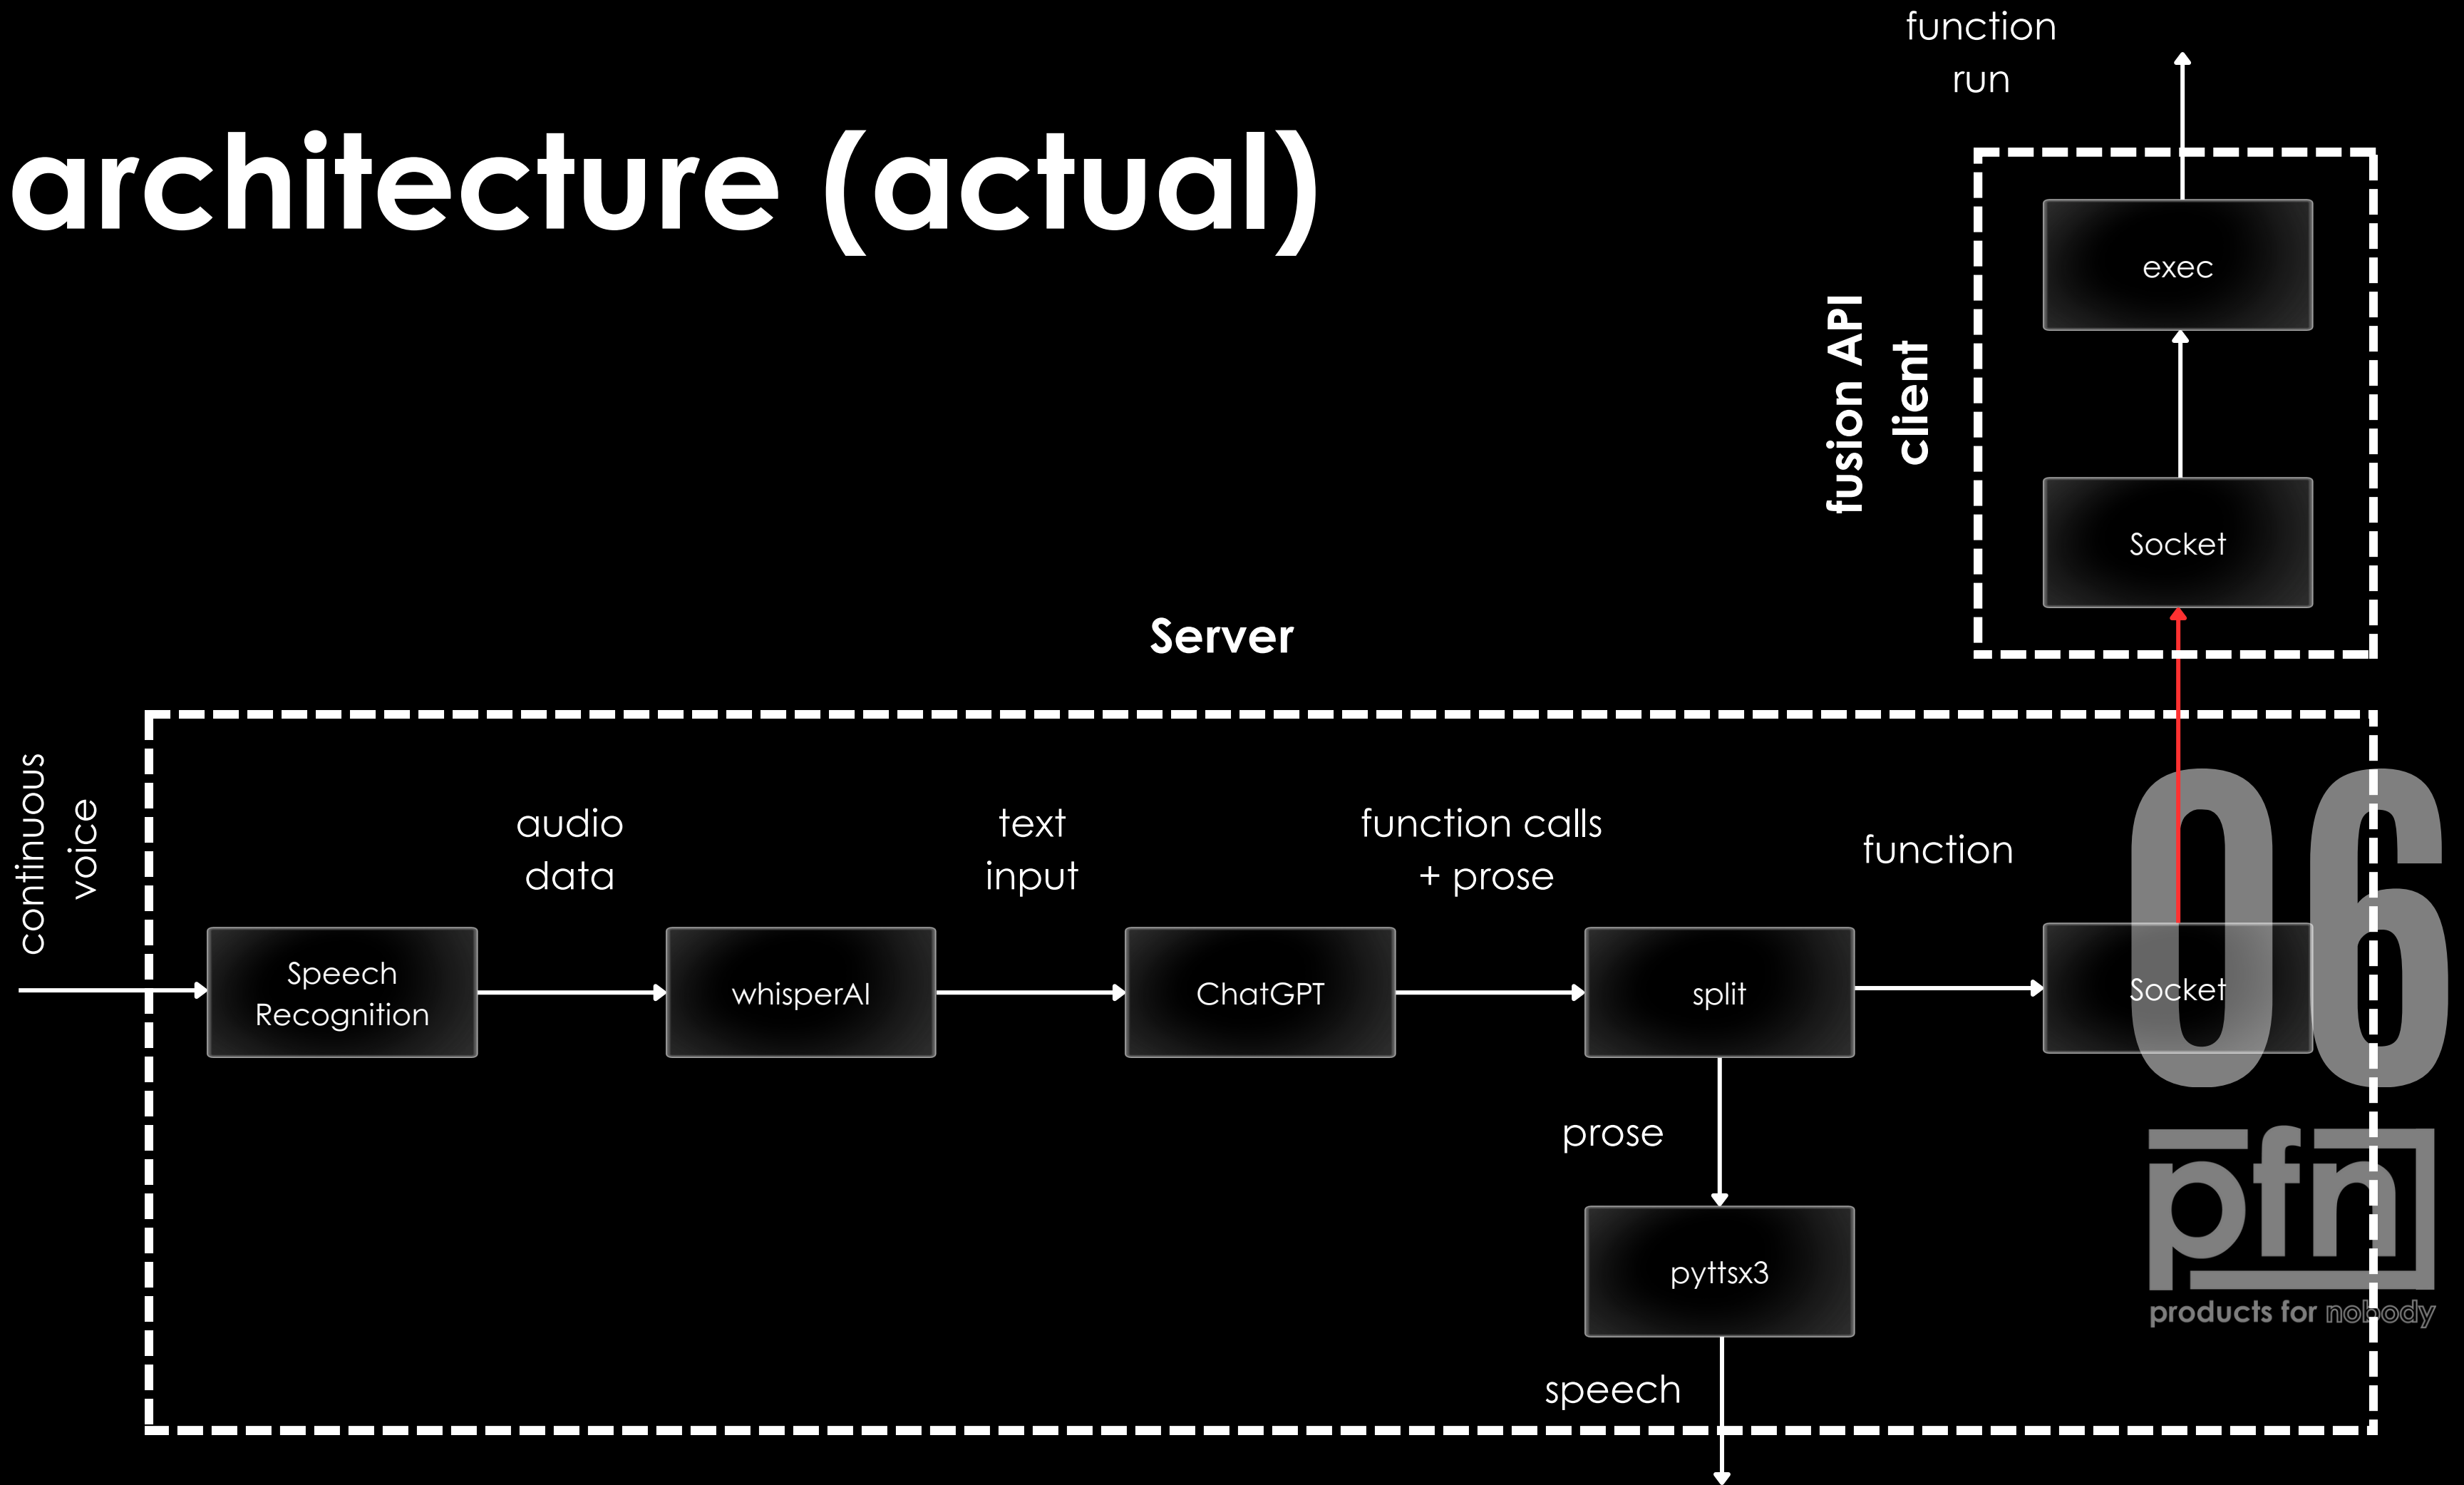 function
run
architecture (actual)
exec
fusion API
client
Socket
Server
continuous
voice
audio
data
text
input
function calls
+ prose
function
06
Speech
Recognition
whisperAI
ChatGPT
split
Socket
prose
pfn
products for nobody
pyttsx3
speech